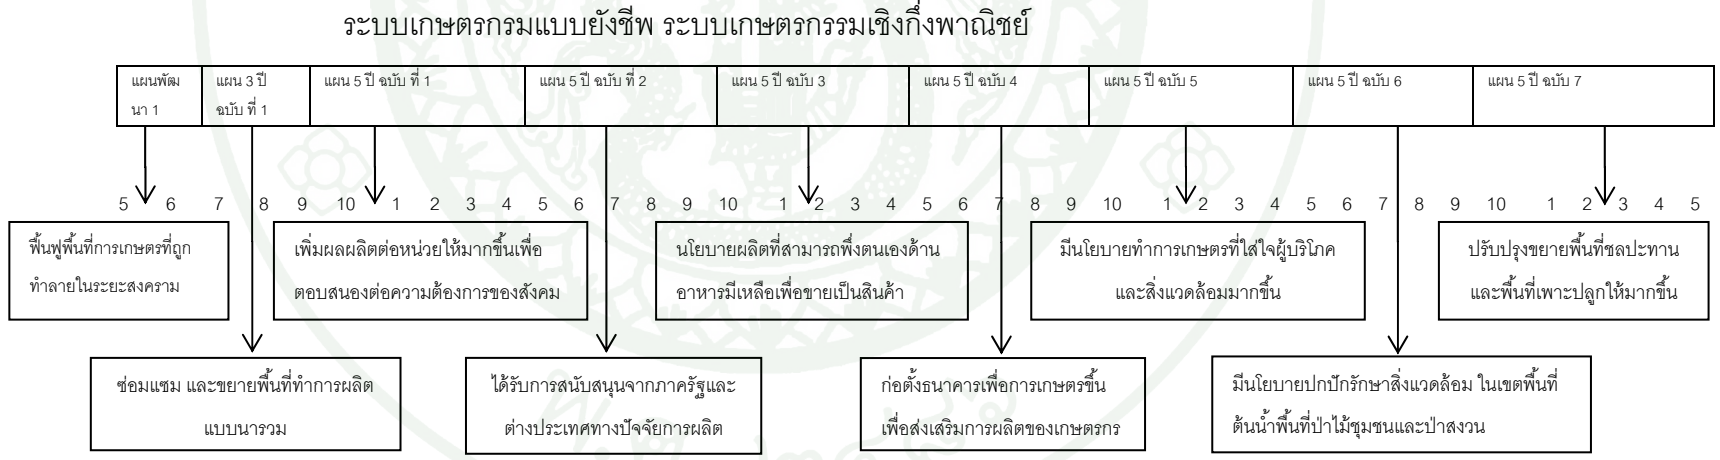 ระบบเกษตรกรมแบบยังชีพ ระบบเกษตรกรรมเชิงกึ่งพาณิชย์
แผนพัฒ
นา 1
แผน 3 ปี
ฉบับ ที่ 1
แผน 5 ปี ฉบับ ที่ 1
แผน 5 ปี ฉบับ ที่ 2
แผน 5 ปี ฉบับ 3
แผน 5 ปี ฉบับ 4
แผน 5 ปี ฉบับ 5
แผน 5 ปี ฉบับ 6
แผน 5 ปี ฉบับ 7
5 6 7 8 9 10 1 2 3 4 5 6 7 8 9 10 1 2 3 4 5 6 7 8 9 10 1 2 3 4 5 6 7 8 9 10 1 2 3 4 5
ฟื้นฟูพื้นที่การเกษตรที่ถูก
ทำลายในระยะสงคราม
เพิ่มผลผลิตต่อหน่วยให้มากขึ้นเพื่อ
ตอบสนองต่อความต้องการของสังคม
นโยบายผลิตที่สามารถพึ่งตนเองด้าน
อาหารมีเหลือเพื่อขายเป็นสินค้า
มีนโยบายทำการเกษตรที่ใส่ใจผู้บริโภค
และสิ่งแวดล้อมมากขึ้น
ปรับปรุงขยายพื้นที่ชลปะทาน
และพื้นที่เพาะปลูกให้มากขึ้น
ซ่อมแซม และขยายพื้นที่ทำการผลิต
แบบนารวม
ได้รับการสนับสนุนจากภาครัฐและ
ต่างประเทศทางปัจจัยการผลิต
ก่อตั้งธนาคารเพื่อการเกษตรขึ้น
เพื่อส่งเสริมการผลิตของเกษตรกร
มีนโยบายปกปักรักษาสิ่งแวดล้อม ในเขตพื้นที่
ต้นน้ำพื้นที่ป่าไม้ชุมชนและป่าสงวน